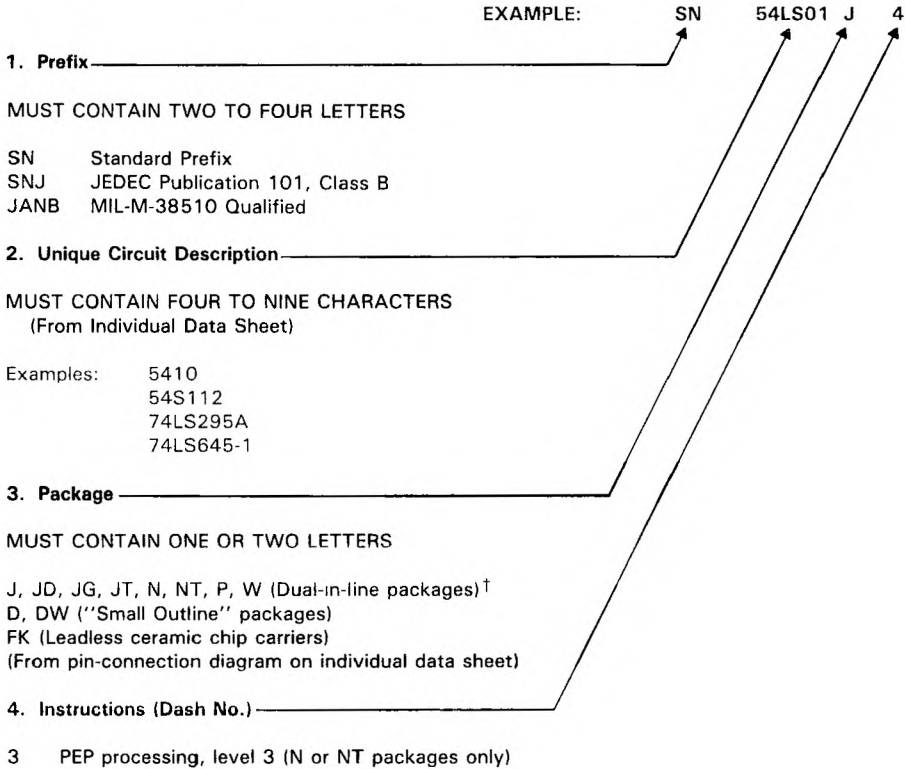 EXAMPLE: SN 54LS01 J 4
1. Prefix
MUST CONTAIN TWO TO FOUR LETTERS
SN Standard Prefix
SNJ JEDEC Publication 101, Class B
JANB MIL-M-38510 Qualified
2. Unique Circuit Description
MUST CONTAIN FOUR TO NINE CHARACTERS
(From Individual Data Sheet)
Examples: 5410
54S112
74LS295A
74LS645-1
3. Package
MUST CONTAIN ONE OR TWO LETTERS
J, JD, JG, JT, N, NT, P, W (Dual-in-line packages)†
D, DW (''Small Outline'' packages)
FK (Leadless ceramic chip carriers)
(From pin-connection diagram on individual data sheet)
4. Instructions (Dash No.)
3 PEP processing, level 3 (N or NT packages only)